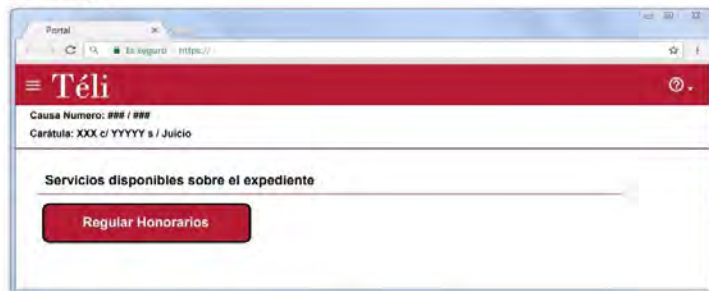 Portal
Es seguro https://
Téli
Causa Numero: ### / ###
Carátula: XXX c/ YYYYY s / Juicio
Servicios disponibles sobre el expediente
Regular Honorarios